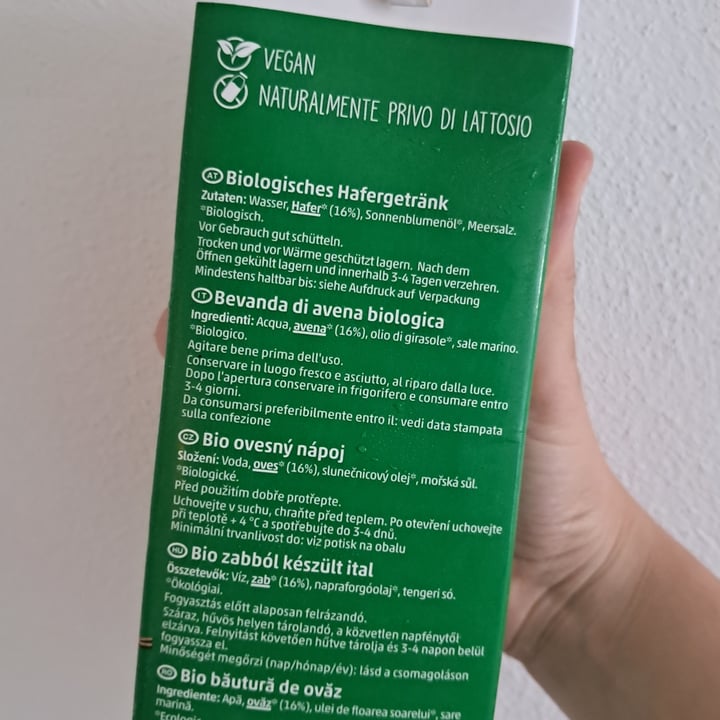 VEGAN
NATURALMENTE PRIVO DI LATTOSIO
AT Biologisches Hafergetränk
Zutaten: Wasser, Hafer* (16%), Sonnenblumenöl*, Meersalz.
*Biologisch.
Vor Gebrauch gut schütteln.
Trocken und vor Wärme geschützt lagern. Nach dem
Öffnen gekühlt lagern und innerhalb 3-4 Tagen verzehren.
Mindestens haltbar bis: siehe Aufdruck auf Verpackung
IT Bevanda di avena biologica
Ingredienti: Acqua, avena* (16%), olio di girasole*, sale marino.
*Biologico.
Agitare bene prima dell'uso.
Conservare in luogo fresco e asciutto, al riparo dalla luce.
Dopo l'apertura conservare in frigorifero e consumare entro
3-4 giorni.
Da consumarsi preferibilmente entro il: vedi data stampata
sulla confezione
CZ Bio ovesný nápoj
Složení: Voda, oves* (16%), slunečnicový olej*, mořská sůl.
*Biologické.
Před použitím dobře protřepte.
Uchovejte v suchu, chraňte před teplem. Po otevření uchovejte
při teplotě + 4 °C a spotřebujte do 3-4 dnů.
Minimální trvanlivost do: viz potisk na obalu
HU Bio zabból készült ital
Összetevők: Víz, zab* (16%), napraforgóolaj*, tengeri só.
*Ökológiai.
Fogyasztás előtt alaposan felrázandó.
Száraz, hűvös helyen tárolandó, a közvetlen napfénytől
elzárva. Felnyitást követően hűtve tárolja és 3-4 napon belül
fogyassza el.
Minőségét megőrzi (nap/hónap/év): lásd a csomagoláson
RO Bio băutură de ovăz
Ingrediente: Apă, ovăz* (16%), ulei de floarea soarelui*, sare
marină.